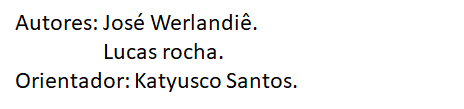 Autores: José Werlandiê.
Lucas rocha.
Orientador: Katyusco Santos.